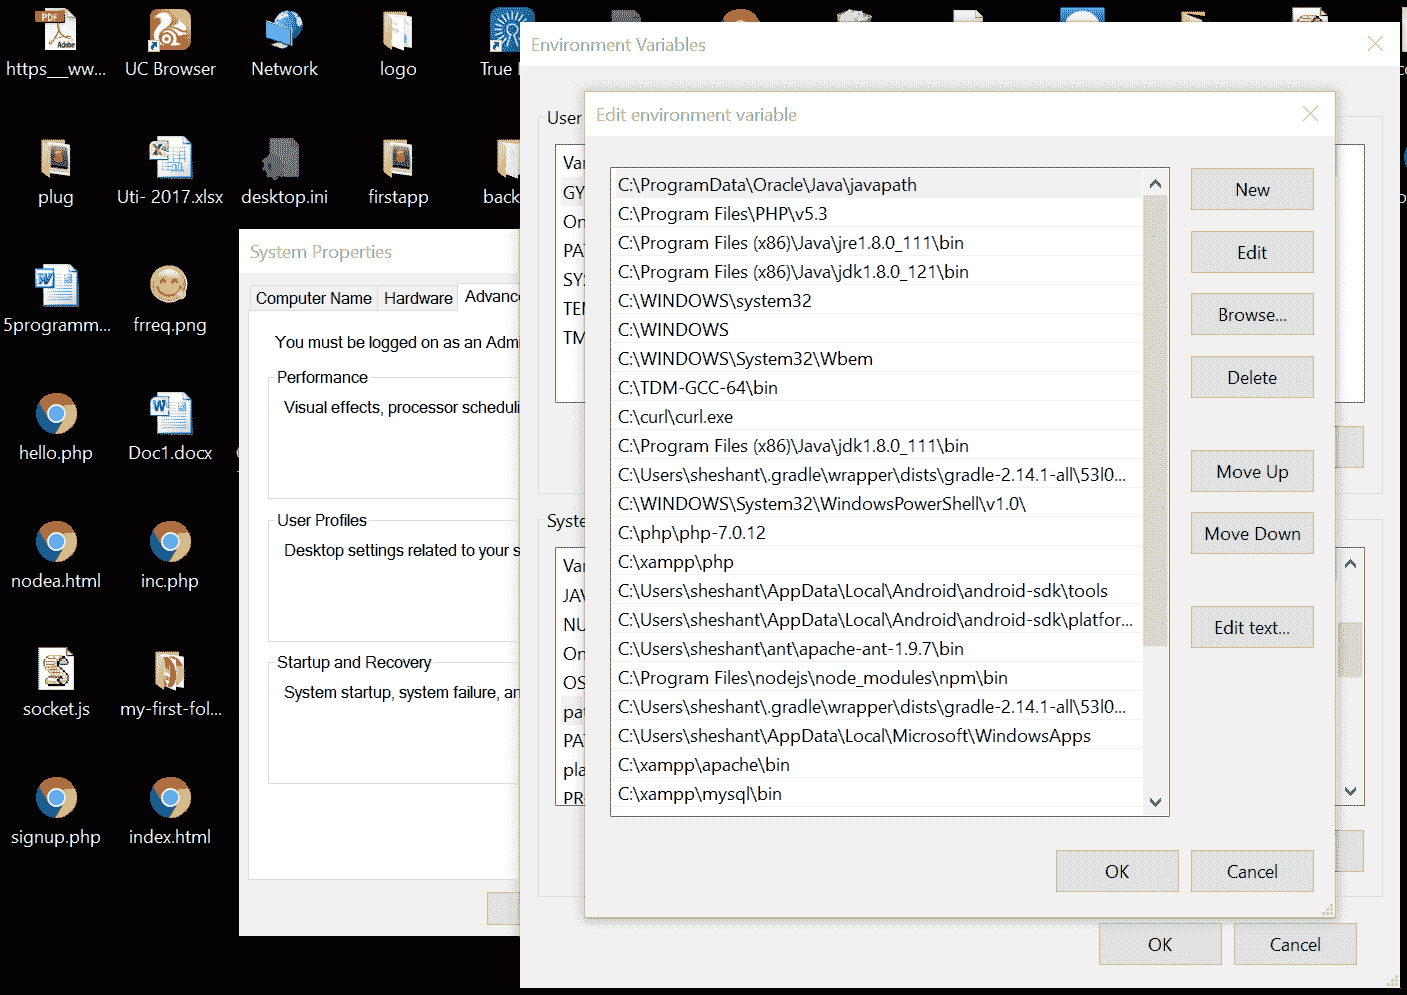 https___ww...
UC Browser
Network
logo
True
plug
Uti- 2017.xlsx
desktop.ini
firstapp
back
5programm...
frreq.png
hello.php
Doc1.docx
nodea.html
inc.php
socket.js
my-first-fol...
signup.php
index.html
System Properties
Computer Name
Hardware
Advanc
You must be logged on as an Admi
Performance
Visual effects, processor scheduli
User Profiles
Desktop settings related to your s
Startup and Recovery
System startup, system failure, an
Environment Variables
User
Var
GY
On
PA
SYS
TEM
TM
Syste
Var
JAV
NU
On
OS
pat
PA
pla
PR
OK
Cancel
Edit environment variable
C:\ProgramData\Oracle\Java\javapath
C:\Program Files\PHP\v5.3
C:\Program Files (x86)\Java\jre1.8.0_111\bin
C:\Program Files (x86)\Java\jdk1.8.0_121\bin
C:\WINDOWS\system32
C:\WINDOWS
C:\WINDOWS\System32\Wbem
C:\TDM-GCC-64\bin
C:\curl\curl.exe
C:\Program Files (x86)\Java\jdk1.8.0_111\bin
C:\Users\sheshant\.gradle\wrapper\dists\gradle-2.14.1-all\53l0...
C:\WINDOWS\System32\WindowsPowerShell\v1.0\
C:\php\php-7.0.12
C:\xampp\php
C:\Users\sheshant\AppData\Local\Android\android-sdk\tools
C:\Users\sheshant\AppData\Local\Android\android-sdk\platfor...
C:\Users\sheshant\ant\apache-ant-1.9.7\bin
C:\Program Files\nodejs\node_modules\npm\bin
C:\Users\sheshant\.gradle\wrapper\dists\gradle-2.14.1-all\53l0...
C:\Users\sheshant\AppData\Local\Microsoft\WindowsApps
C:\xampp\apache\bin
C:\xampp\mysql\bin
New
Edit
Browse...
Delete
Move Up
Move Down
Edit text...
OK
Cancel